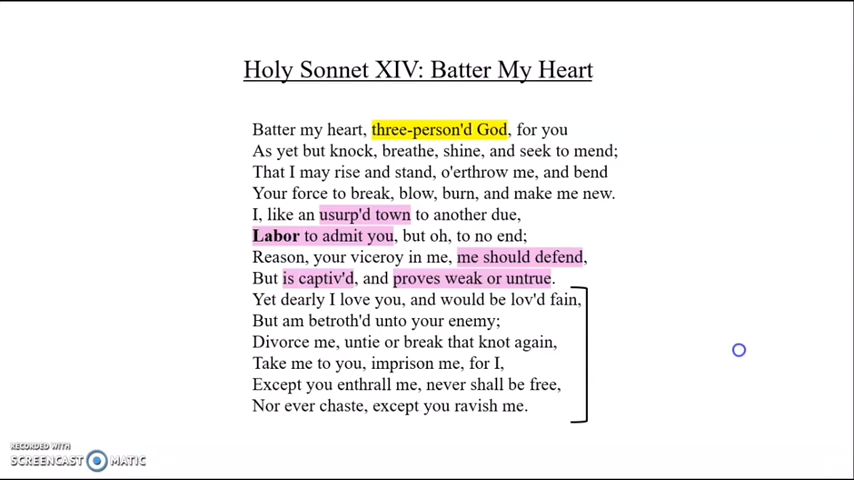 Holy Sonnet XIV: Batter My Heart
Batter my heart, three-person'd God, for you
As yet but knock, breathe, shine, and seek to mend;
That I may rise and stand, o'erthrow me, and bend
Your force to break, blow, burn, and make me new.
I, like an usurp'd town to another due,
Labor to admit you, but oh, to no end;
Reason, your viceroy in me, me should defend,
But is captiv'd, and proves weak or untrue.
Yet dearly I love you, and would be lov'd fain,
But am betroth'd unto your enemy;
Divorce me, untie or break that knot again,
Take me to you, imprison me, for I,
Except you enthrall me, never shall be free,
Nor ever chaste, except you ravish me.
RECORDED WITH
SCREENCAST MATIC